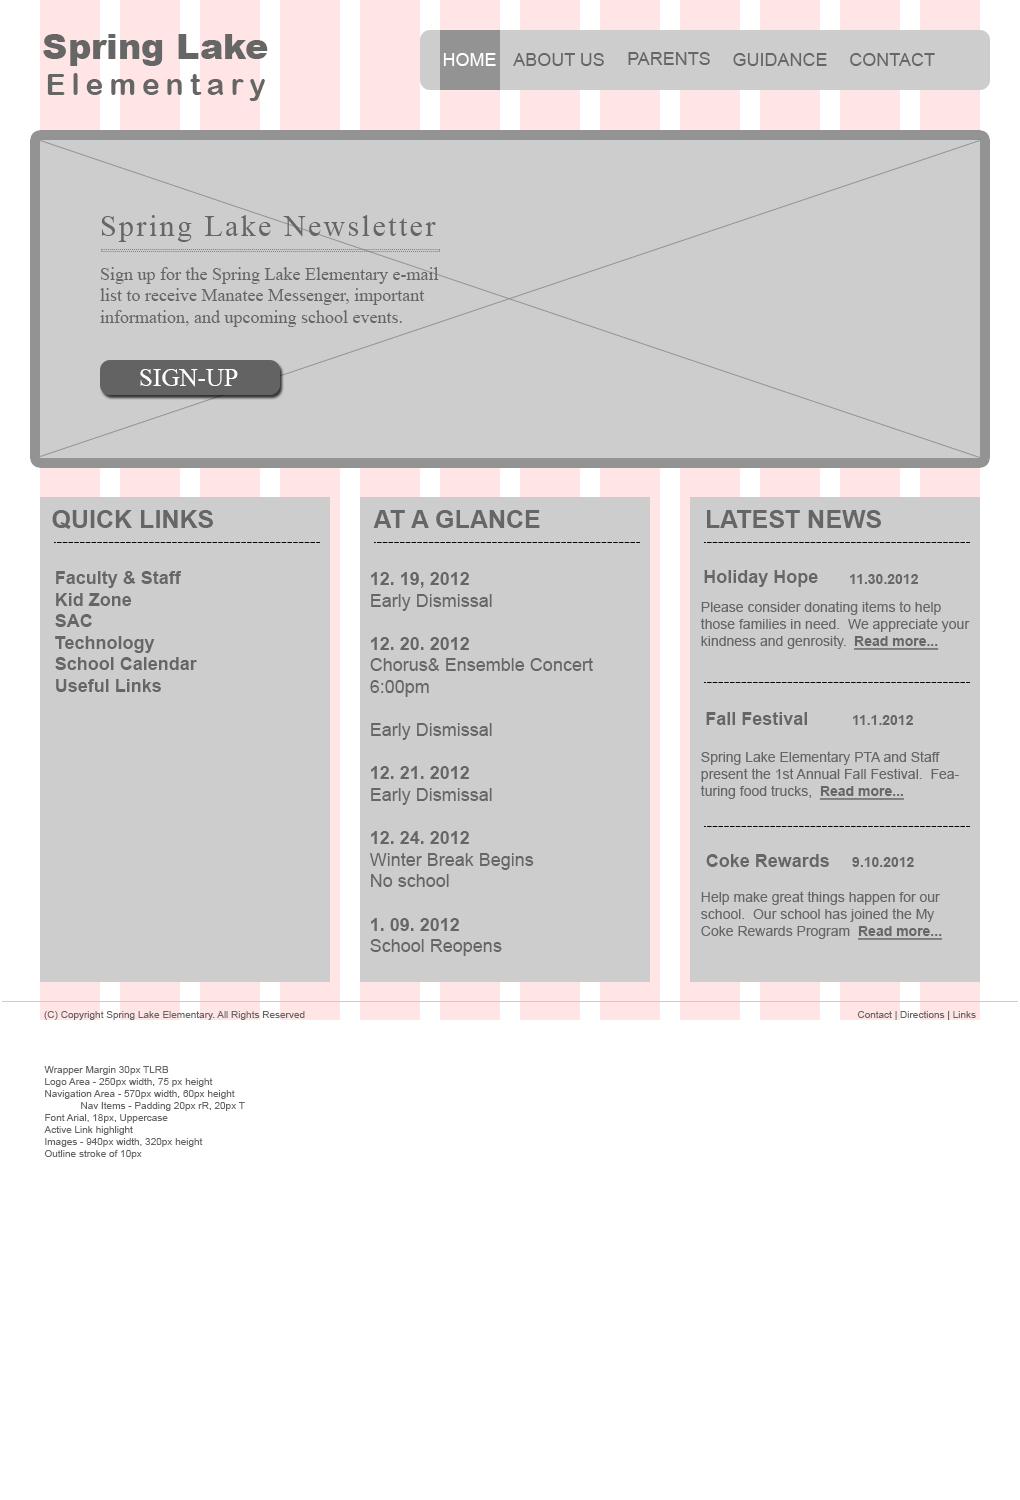 Spring Lake
Elementary
HOME ABOUT US PARENTS GUIDANCE CONTACT
Spring Lake Newsletter
Sign up for the Spring Lake Elementary e-mail
list to receive Manatee Messenger, important
information, and upcoming school events.
SIGN-UP
QUICK LINKS
Faculty & Staff
Kid Zone
SAC
Technology
School Calendar
Useful Links
AT A GLANCE
12. 19, 2012
Early Dismissal
12. 20. 2012
Chorus& Ensemble Concert
6:00pm
Early Dismissal
12. 21. 2012
Early Dismissal
12. 24. 2012
Winter Break Begins
No school
1. 09. 2012
School Reopens
LATEST NEWS
Holiday Hope 11.30.2012
Please consider donating items to help
those families in need. We appreciate your
kindness and genrosity. Read more...
Fall Festival 11.1.2012
Spring Lake Elementary PTA and Staff
present the 1st Annual Fall Festival. Fea-
turing food trucks, Read more...
Coke Rewards 9.10.2012
Help make great things happen for our
school. Our school has joined the My
Coke Rewards Program Read more...
(C) Copyright Spring Lake Elementary. All Rights Reserved
Contact | Directions | Links
Wrapper Margin 30px TLRB
Logo Area - 250px width, 75 px height
Navigation Area - 570px width, 60px height
Nav Items - Padding 20px rR, 20px T
Font Arial, 18px, Uppercase
Active Link highlight
Images - 940px width, 320px height
Outline stroke of 10px